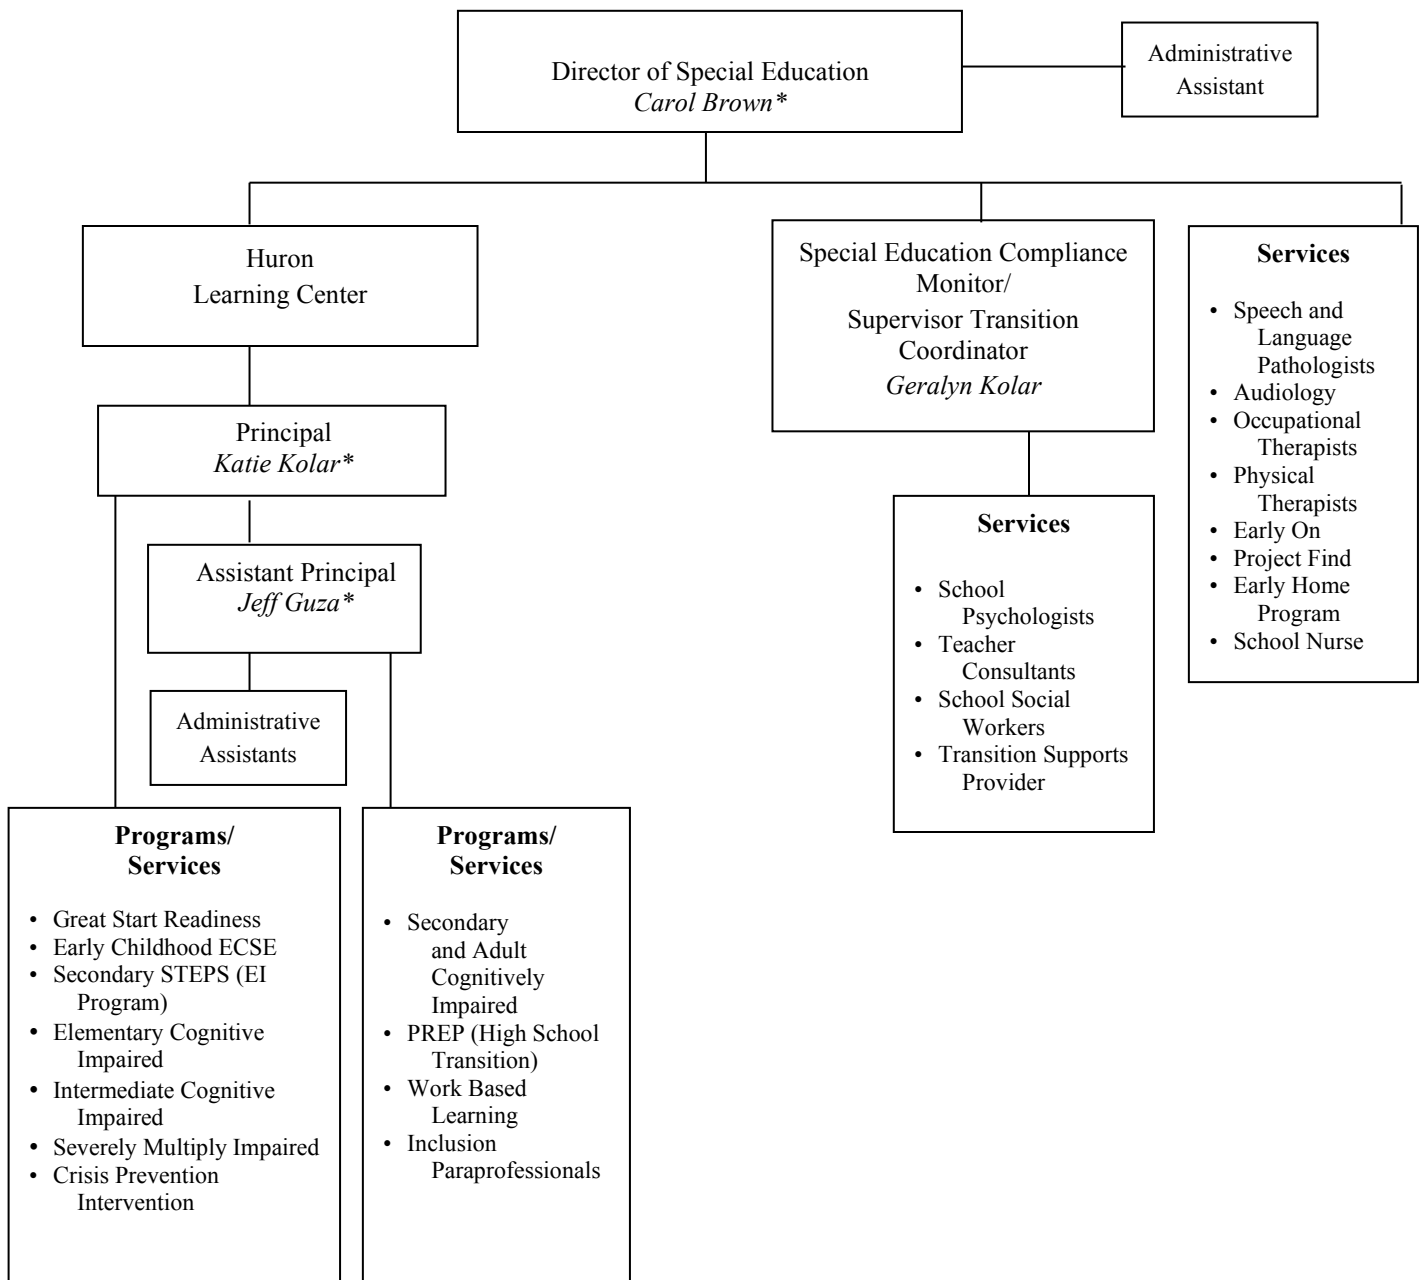 Director of Special Education
Carol Brown*
Administrative
Assistant
Huron
Learning Center
Principal
Katie Kolar*
Assistant Principal
Jeff Guza*
Administrative
Assistants
Programs/
Services
• Great Start Readiness
• Early Childhood ECSE
• Secondary STEPS (EI
Program)
• Elementary Cognitive
Impaired
• Intermediate Cognitive
Impaired
• Severely Multiply Impaired
• Crisis Prevention
Intervention
Programs/
Services
• Secondary
and Adult
Cognitively
Impaired
• PREP (High School
Transition)
• Work Based
Learning
• Inclusion
Paraprofessionals
Special Education Compliance
Monitor/
Supervisor Transition
Coordinator
Geralyn Kolar
Services
• School
Psychologists
• Teacher
Consultants
• School Social
Workers
• Transition Supports
Provider
Services
• Speech and
Language
Pathologists
• Audiology
• Occupational
Therapists
• Physical
Therapists
• Early On
• Project Find
• Early Home
Program
• School Nurse